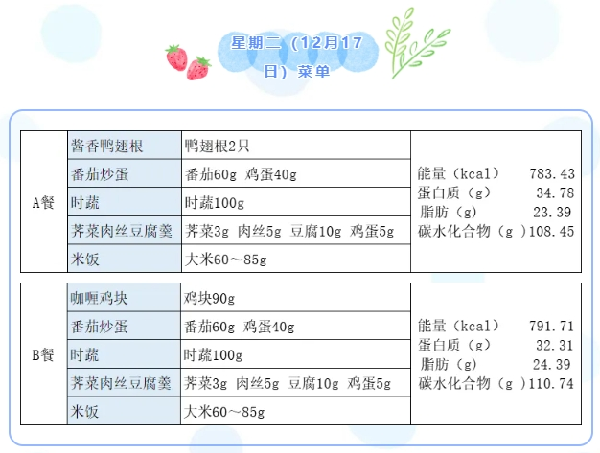 星期二（12月17
日）菜单
A餐
酱香鸭翅根 鸭翅根2只
番茄炒蛋 番茄60g 鸡蛋40g
时蔬 时蔬100g
荠菜肉丝豆腐羹 荠菜3g 肉丝5g 豆腐10g 鸡蛋5g
米饭 大米60～85g
能量（kcal） 783.43
蛋白质（g） 34.78
脂肪（g） 23.39
碳水化合物（g）108.45
B餐
咖喱鸡块 鸡块90g
番茄炒蛋 番茄60g 鸡蛋40g
时蔬 时蔬100g
荠菜肉丝豆腐羹 荠菜3g 肉丝5g 豆腐10g 鸡蛋5g
米饭 大米60～85g
能量（kcal） 791.71
蛋白质（g） 32.31
脂肪（g） 24.39
碳水化合物（g）110.74